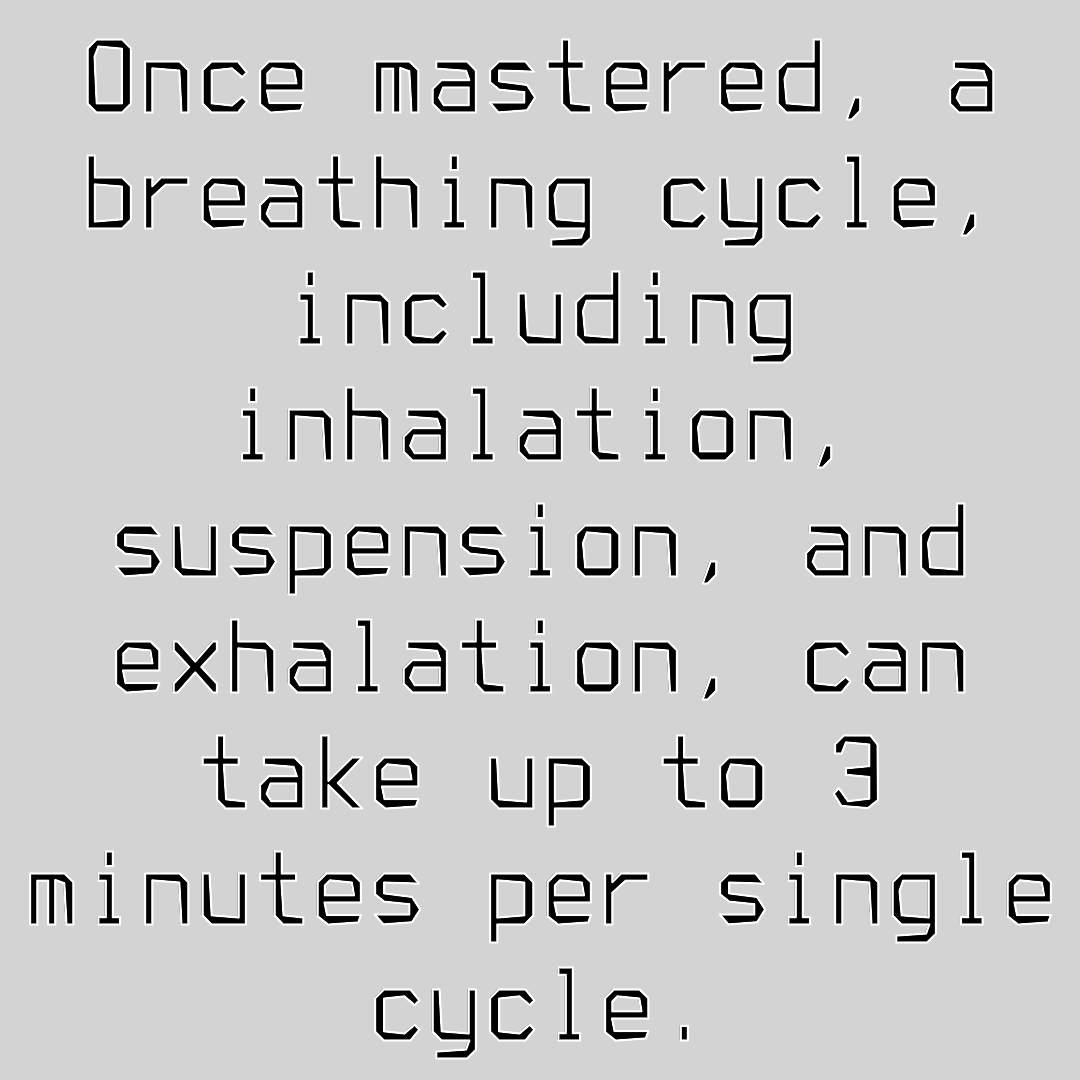 Once mastered, a
breathing cycle,
including
inhalation,
suspension, and
exhalation, can
take up to 3
minutes per single
cycle.